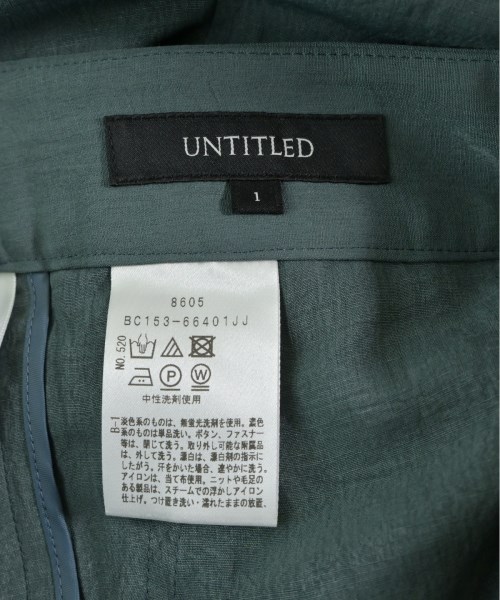 UNTITLED
1
8605
BC153-66401JJ
NO.520
P
W
中性洗剤使用
B-1
淡色系のものは、無蛍光洗剤を使用。濃色
系のものは単品洗い。ボタン、ファスナー
等は、閉じて洗う。取り外し可能な附属品
は、外して洗う。漂白は、漂白剤の指示に
したがう。汗をかいた場合、速やかに洗う。
アイロンは、当て布使用。ニットや毛足の
ある製品は、スチームでの浮かしアイロン
仕上げ。つけ置き洗い・濡れたままの放置、